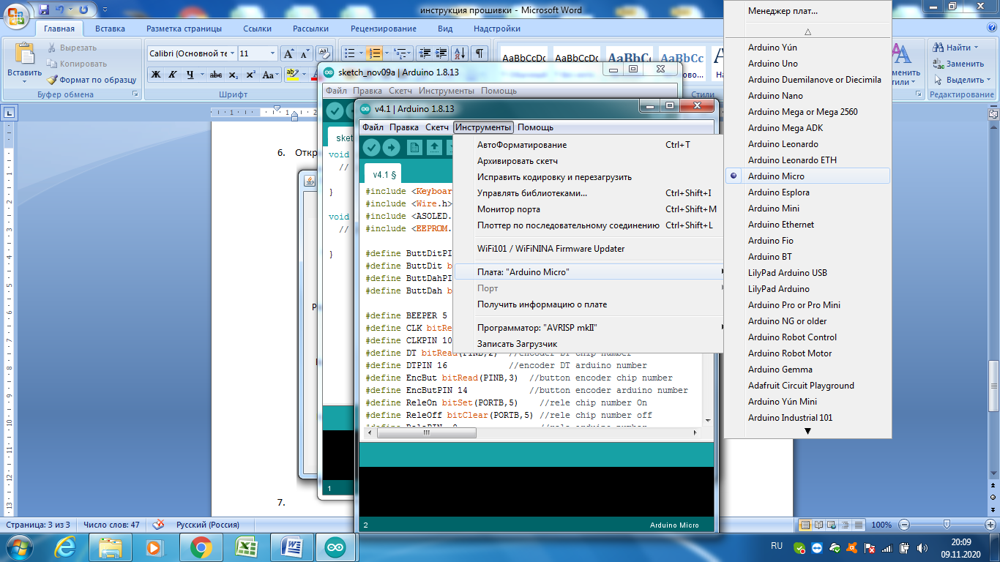 инструкция прошивки - Microsoft Word
Главная Вставка Разметка страницы Ссылки Рассылки Рецензирование Вид Надстройки
Вставить
Вырезать
Копировать
Формат по образцу
Буфер обмена
Calibri (Основной те 11
Ж К Ч abc x₂ x² Aa
Шрифт
AaBbCcDc AaBbCcDc AaBbC AaBbCc
Стили
Найти
Заменить
Выделить
Редактирование
6. Откр
7.
sketch_nov09a | Arduino 1.8.13
Файл Правка Скетч Инструменты Помощь
void
//
}
void
//
}
1
v4.1 | Arduino 1.8.13
Файл Правка Скетч Инструменты Помощь
v4.1 §
#include <Keyboar
#include <Wire.h>
#include <ASOLED.
#include <EEPROM.
#define ButtDitPI
#define ButtDit b
#define ButtDahPI
#define ButtDah b
#define BEEPER 5
#define CLK bitRe
#define CLKPIN 10
#define DT bitRead(PINB,2) //encoder DT chip number
#define DTPIN 16 //encoder DT arduino number
#define EncBut bitRead(PINB,3) //button encoder chip number
#define EncButPIN 14 //button encoder arduino number
#define ReleOn bitSet(PORTB,5) //rele chip number On
#define ReleOff bitClear(PORTB,5) //rele chip number off
#define RelePIN 9 //rele arduino number
2
Arduino Micro
АвтоФорматирование Ctrl+T
Архивировать скетч
Исправить кодировку и перезагрузить
Управлять библиотеками... Ctrl+Shift+I
Монитор порта Ctrl+Shift+M
Плоттер по последовательному соединению Ctrl+Shift+L
WiFi101 / WiFiNINA Firmware Updater
Плата: "Arduino Micro"
Порт
Получить информацию о плате
Программатор: "AVRISP mkII"
Записать Загрузчик
Менеджер плат...
Arduino Yún
Arduino Uno
Arduino Duemilanove or Diecimila
Arduino Nano
Arduino Mega or Mega 2560
Arduino Mega ADK
Arduino Leonardo
Arduino Leonardo ETH
Arduino Micro
Arduino Esplora
Arduino Mini
Arduino Ethernet
Arduino Fio
Arduino BT
LilyPad Arduino USB
LilyPad Arduino
Arduino Pro or Pro Mini
Arduino NG or older
Arduino Robot Control
Arduino Robot Motor
Arduino Gemma
Adafruit Circuit Playground
Arduino Yún Mini
Arduino Industrial 101
Страница: 3 из 3 Число слов: 47 Русский (Россия) 100%
RU
20:09
09.11.2020